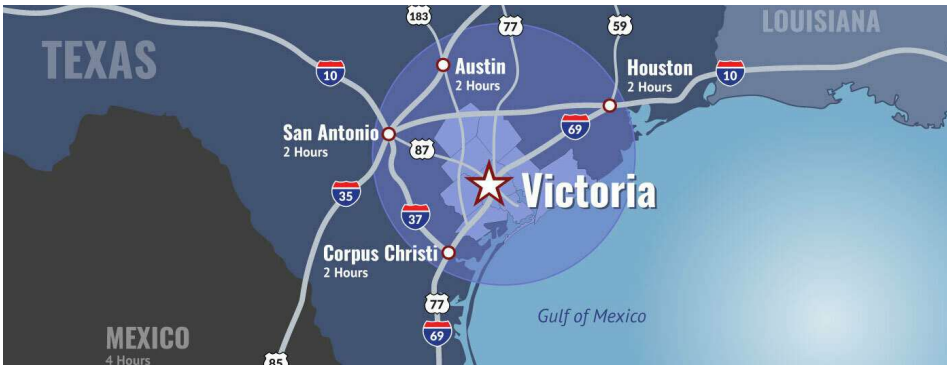 183
77
59
LOUISIANA
TEXAS
Austin
2 Hours
Houston
2 Hours
10
10
San Antonio
2 Hours
87
69
Victoria
35
37
Corpus Christi
2 Hours
77
Gulf of Mexico
69
MEXICO
4 Hours
85